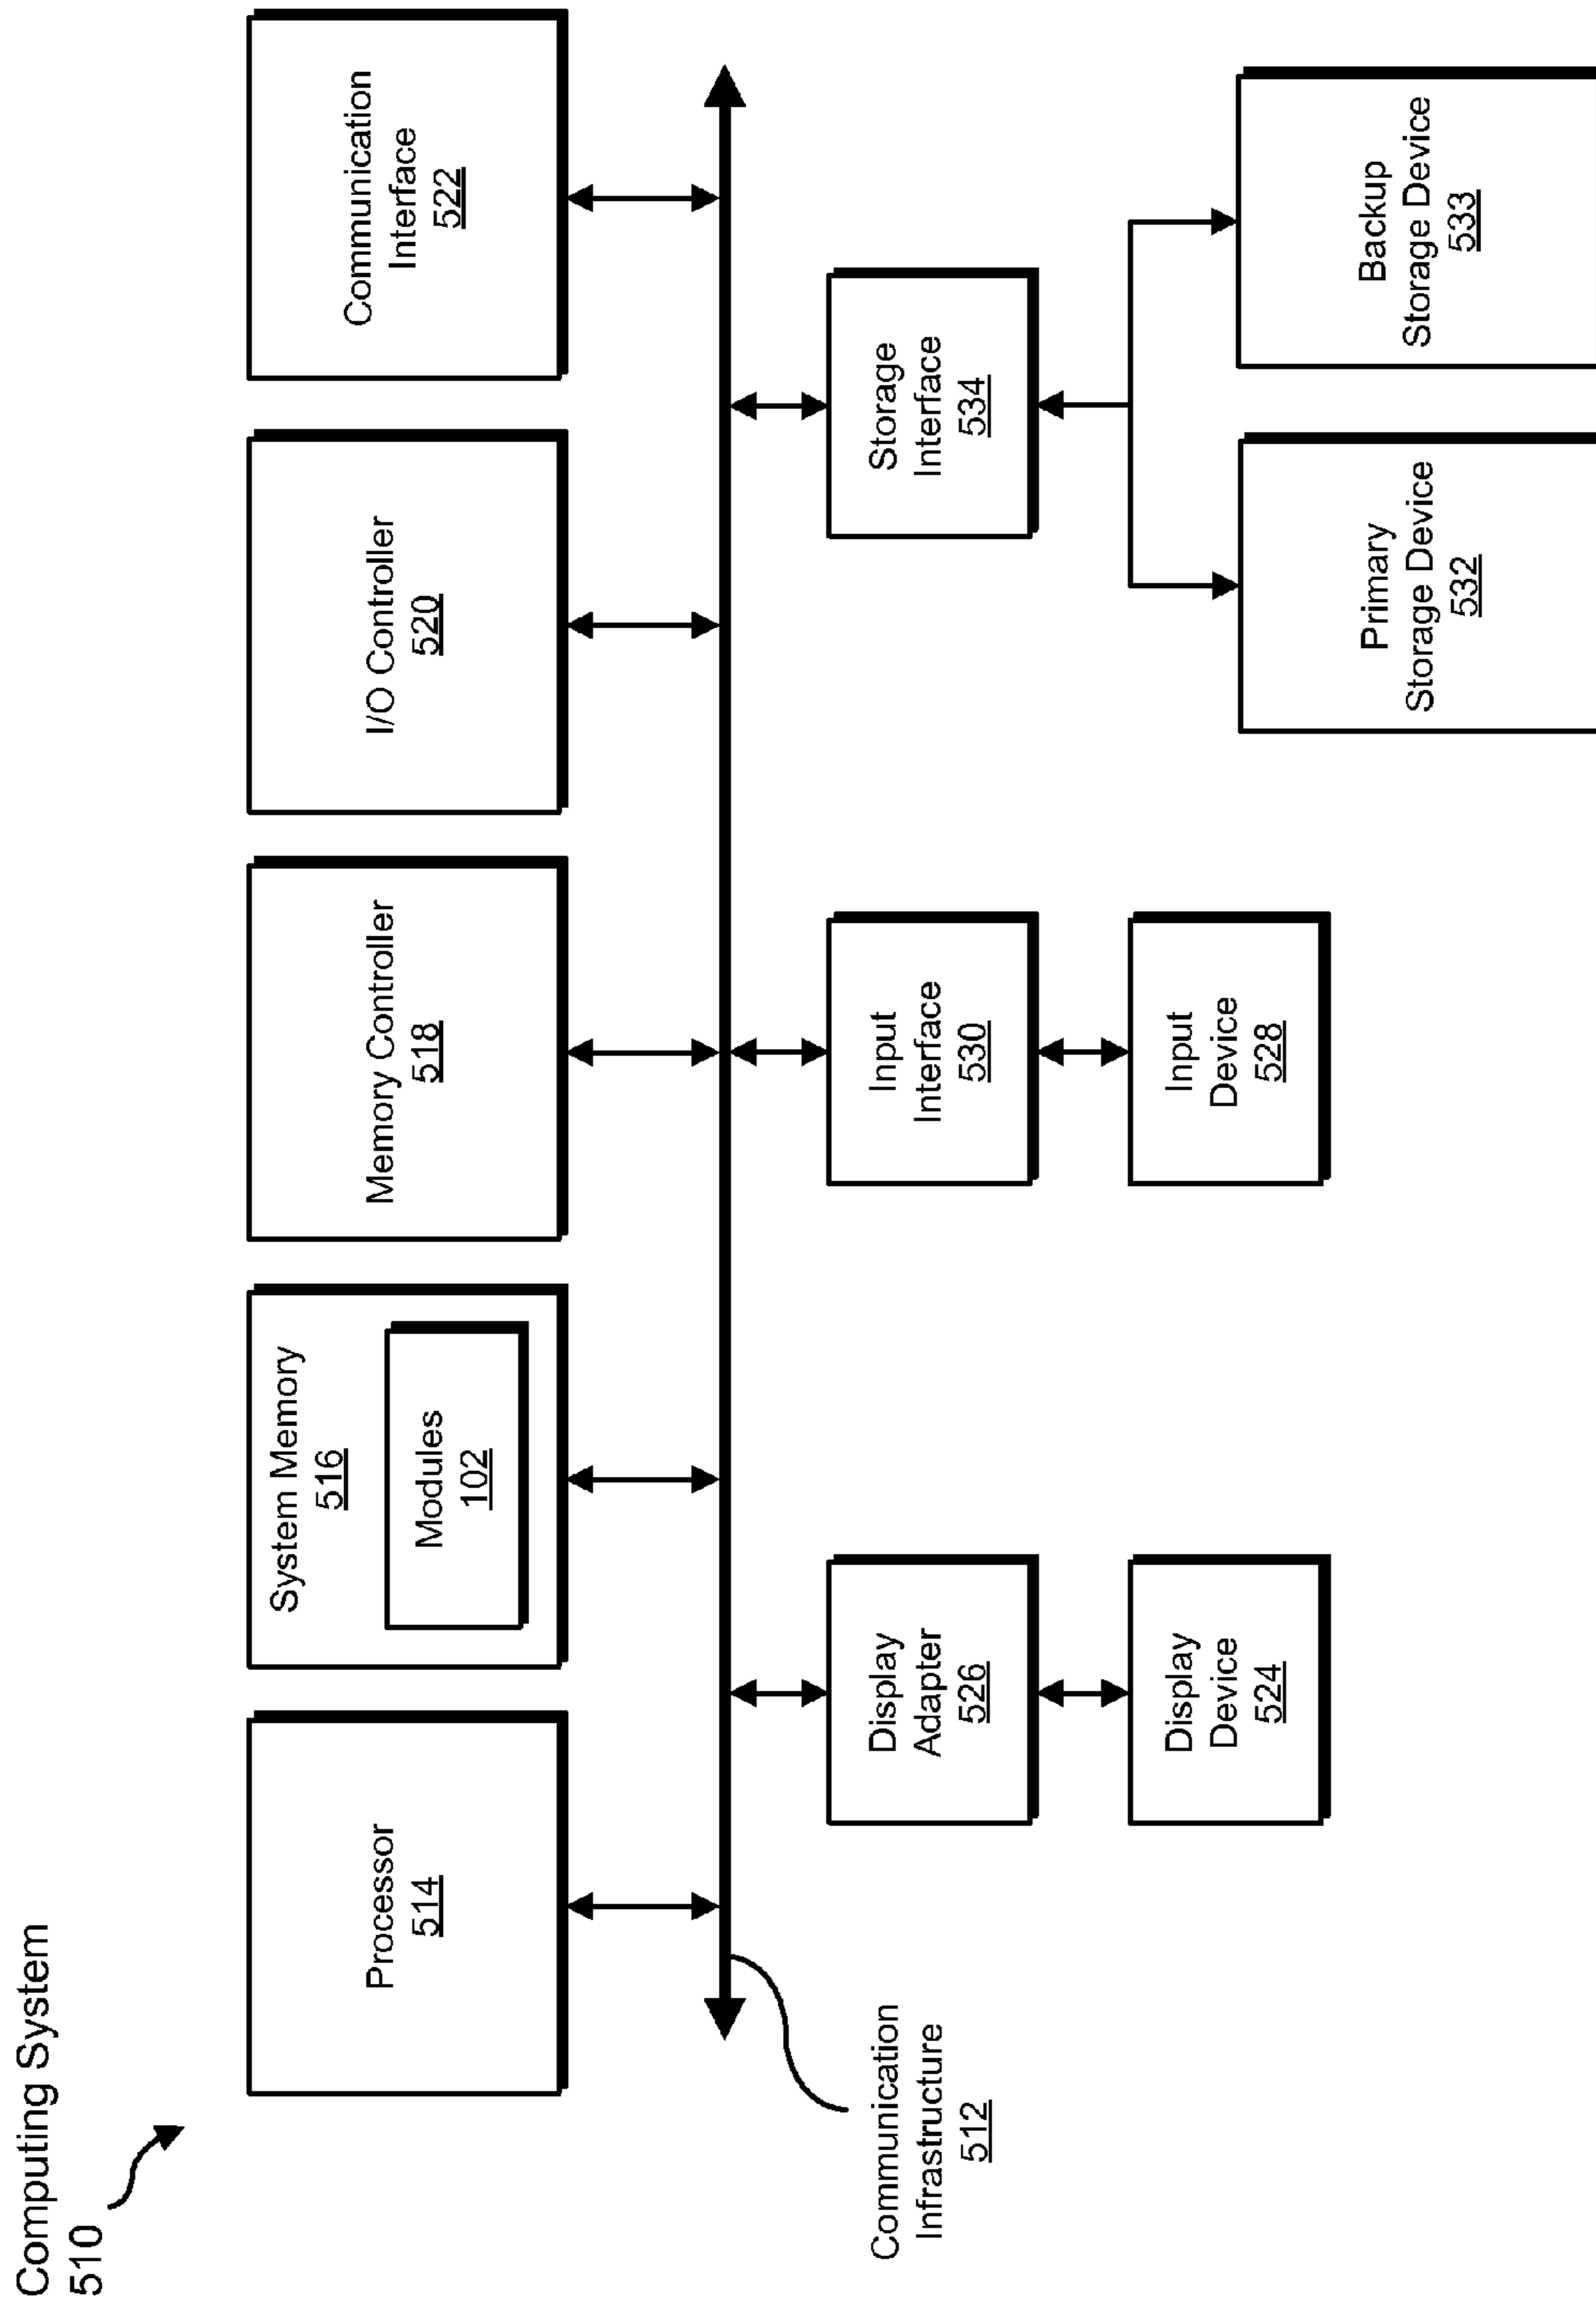 Computing System
510
Processor
514
System Memory
516
Modules
102
Memory Controller
518
I/O Controller
520
Communication
Interface
522
Communication
Infrastructure
512
Display
Adapter
526
Input
Interface
530
Storage
Interface
534
Display
Device
524
Input
Device
528
Primary
Storage Device
532
Backup
Storage Device
533